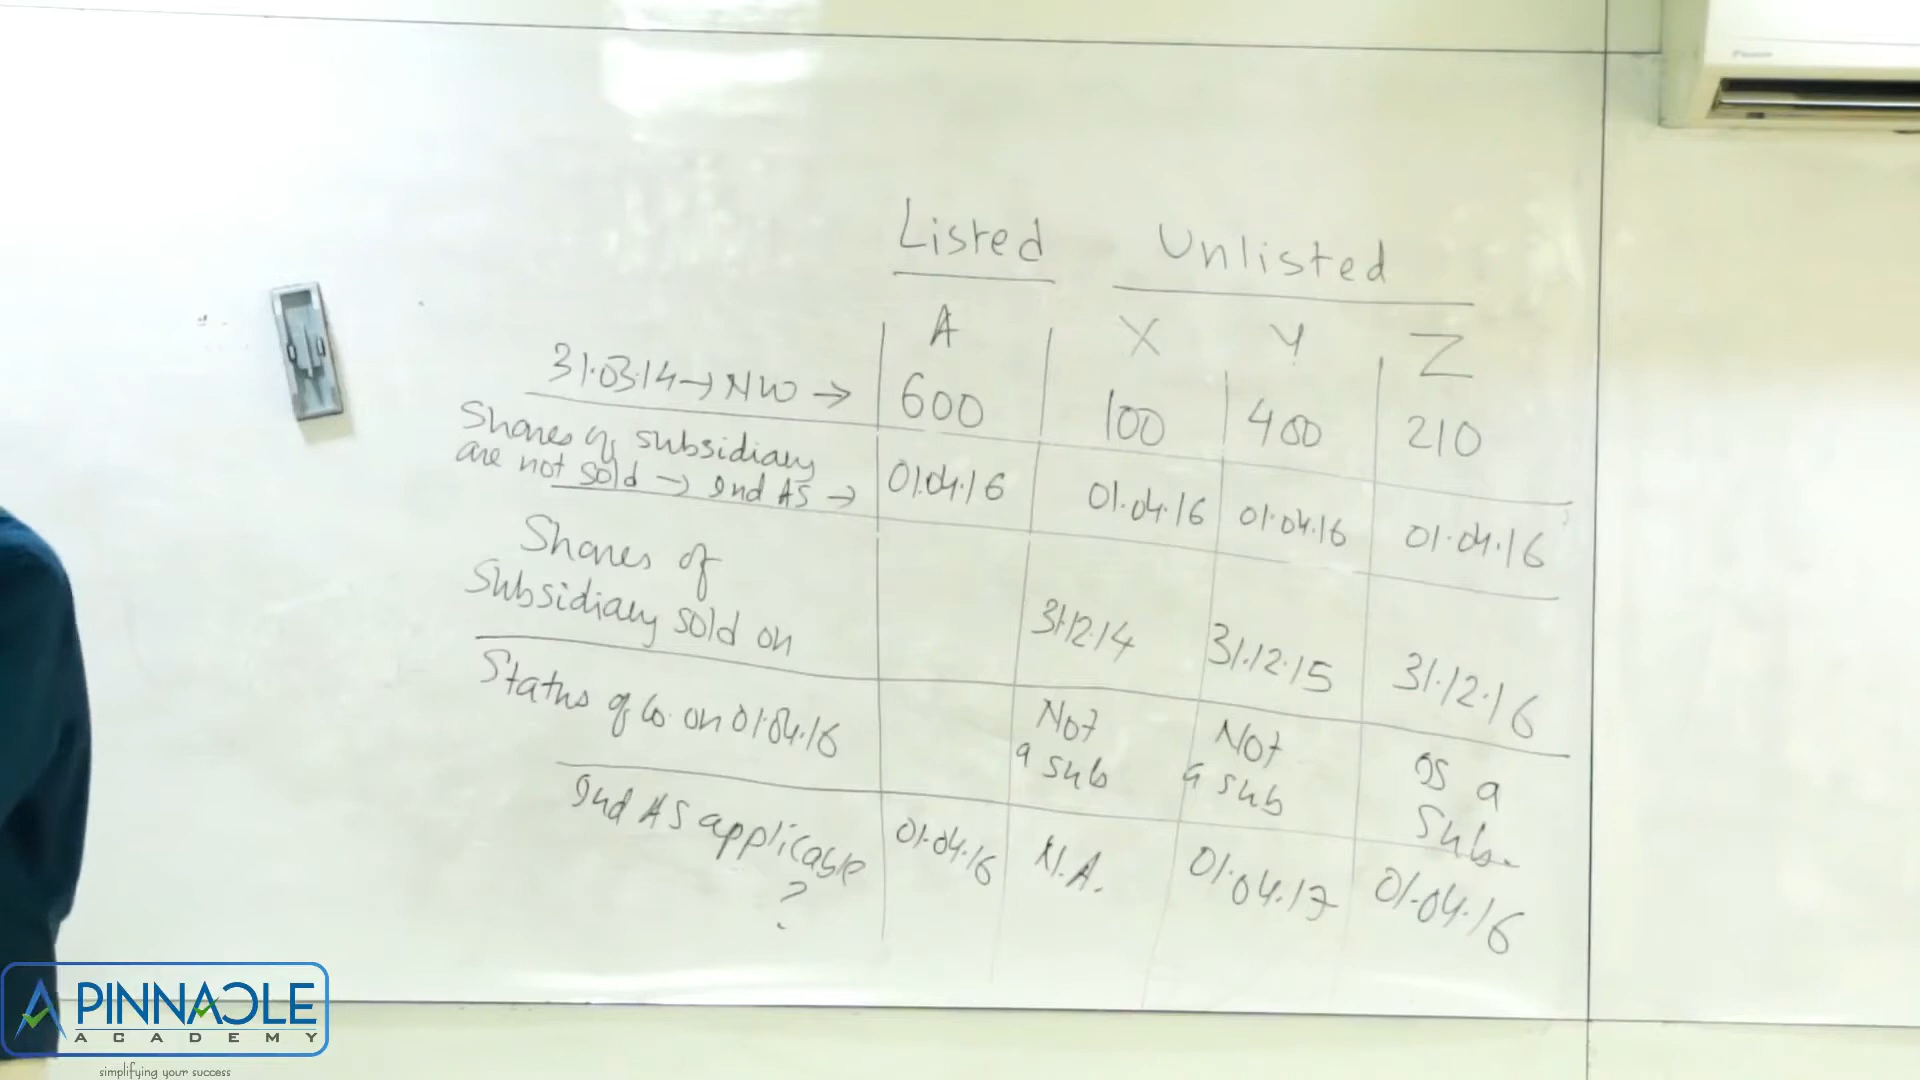 Listed Unlisted
A X Y Z
31.03.14→ NW → 600 100 400 210
Shares of subsidiary
are not sold → Ind AS → 01.04.16 01.04.16 01.04.16 01.04.16
Shares of
Subsidiary sold on 31.12.14 31.12.15 31.12.16
Status of Co. on 01.04.16 Not a sub Not a sub Is a Sub.
Ind AS applicable
? 01.04.16 N.A. 01.04.17 01.04.16
PINNACLE
ACADEMY
simplifying your success